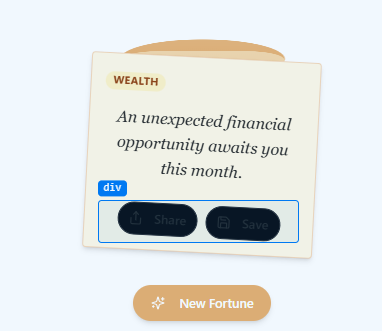 WEALTH
An unexpected financial
opportunity awaits you
this month.
div
Share
Save
New Fortune